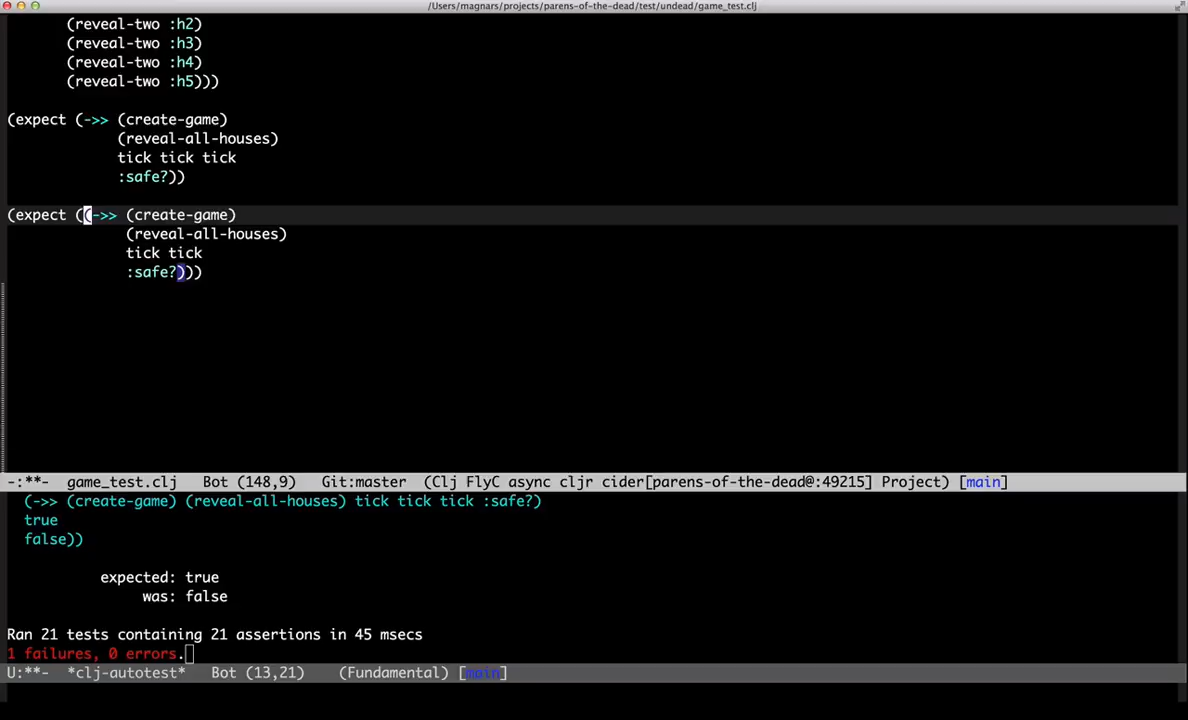 /Users/magnars/projects/parens-of-the-dead/test/undead/game_test.clj
(reveal-two :h2)
(reveal-two :h3)
(reveal-two :h4)
(reveal-two :h5)))
(expect (->> (create-game)
(reveal-all-houses)
tick tick tick
:safe?))
(expect ((->> (create-game)
(reveal-all-houses)
tick tick
:safe?)))
-:**- game_test.clj Bot (148,9) Git:master (Clj FlyC async cljr cider[parens-of-the-dead@:49215] Project) [main]
(->> (create-game) (reveal-all-houses) tick tick tick :safe?)
true
false))
expected: true
was: false
Ran 21 tests containing 21 assertions in 45 msecs
1 failures, 0 errors.
U:**- *clj-autotest* Bot (13,21) (Fundamental) [main]